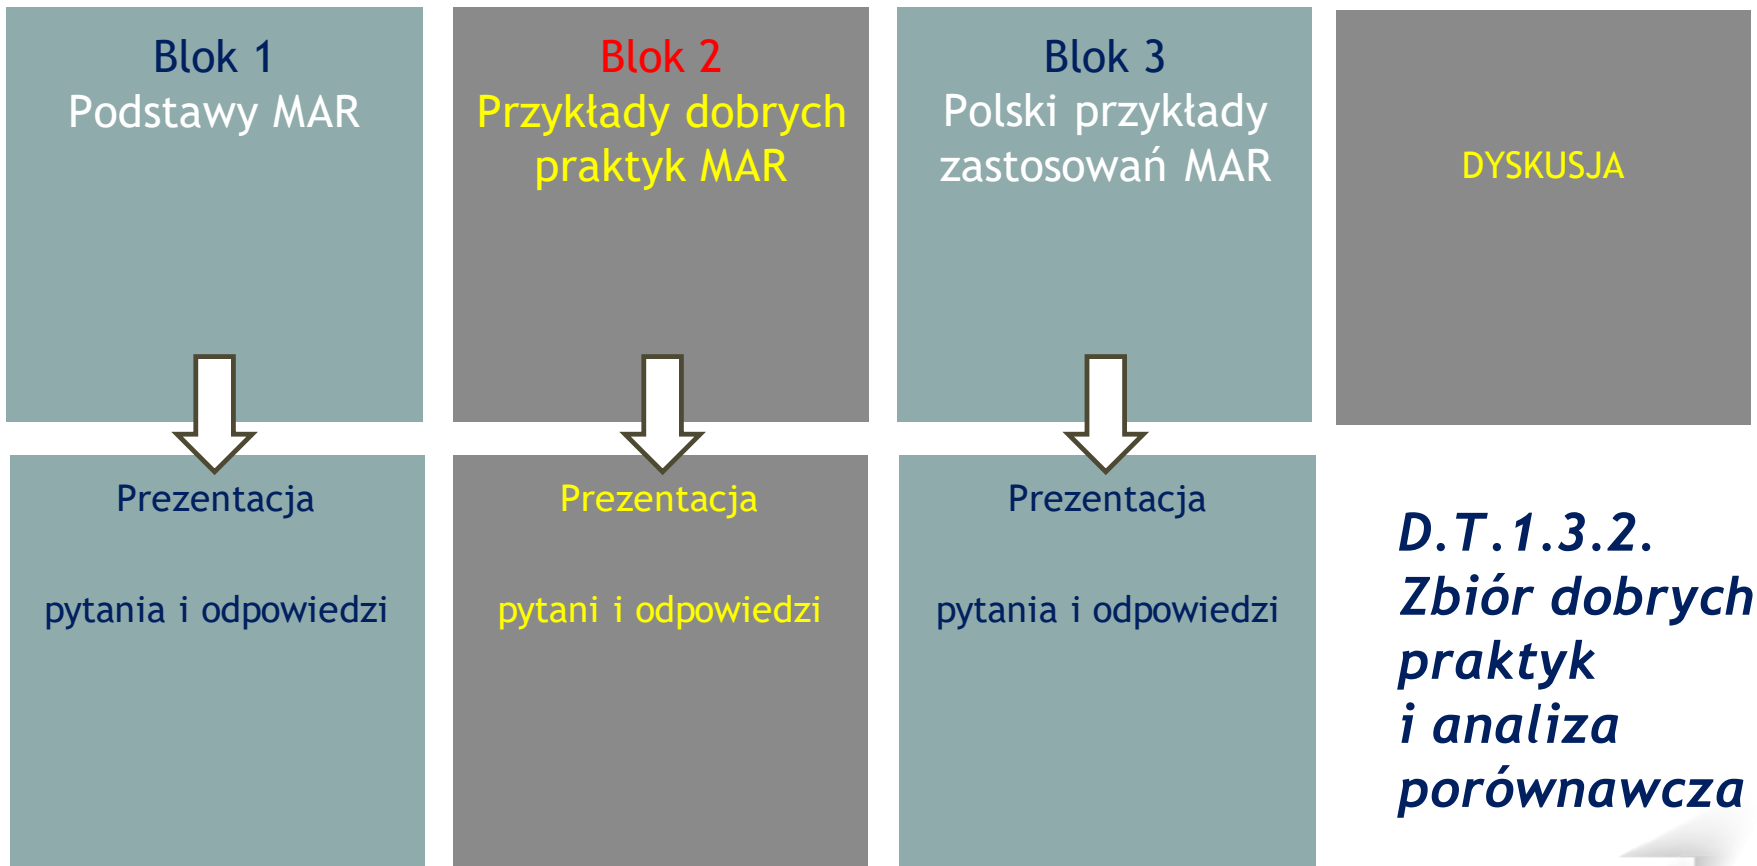 Blok 1
Podstawy MAR
Blok 2
Przykłady dobrych
praktyk MAR
Blok 3
Polski przykłady
zastosowań MAR
DYSKUSJA
Prezentacja
pytania i odpowiedzi
Prezentacja
pytani i odpowiedzi
Prezentacja
pytania i odpowiedzi
D.T.1.3.2.
Zbiór dobrych
praktyk
i analiza
porównawcza